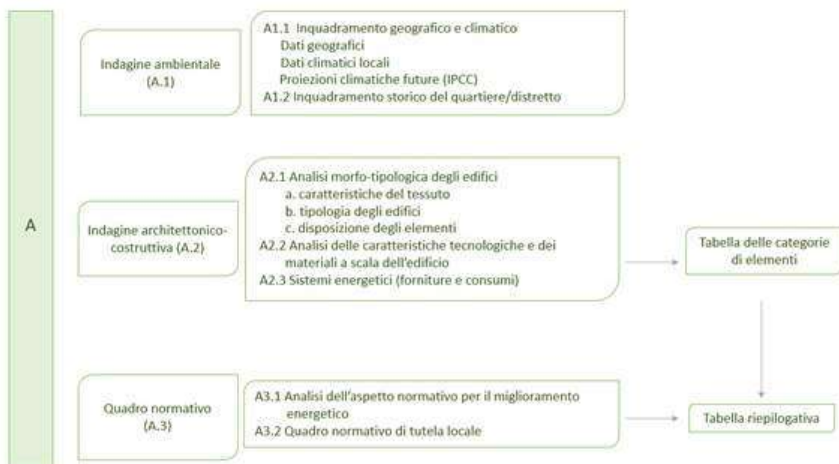 A
Indagine ambientale
(A.1)
A1.1 Inquadramento geografico e climatico
Dati geografici
Dati climatici locali
Proiezioni climatiche future (IPCC)
A1.2 Inquadramento storico del quartiere/distretto
Indagine architettonico-
costruttiva (A.2)
A2.1 Analisi morfo-tipologica degli edifici
a. caratteristiche del tessuto
b. tipologia degli edifici
c. disposizione degli elementi
A2.2 Analisi delle caratteristiche tecnologiche e dei
materiali a scala dell'edificio
A2.3 Sistemi energetici (forniture e consumi)
Tabella delle categorie
di elementi
Quadro normativo
(A.3)
A3.1 Analisi dell'aspetto normativo per il miglioramento
energetico
A3.2 Quadro normativo di tutela locale
Tabella riepilogativa